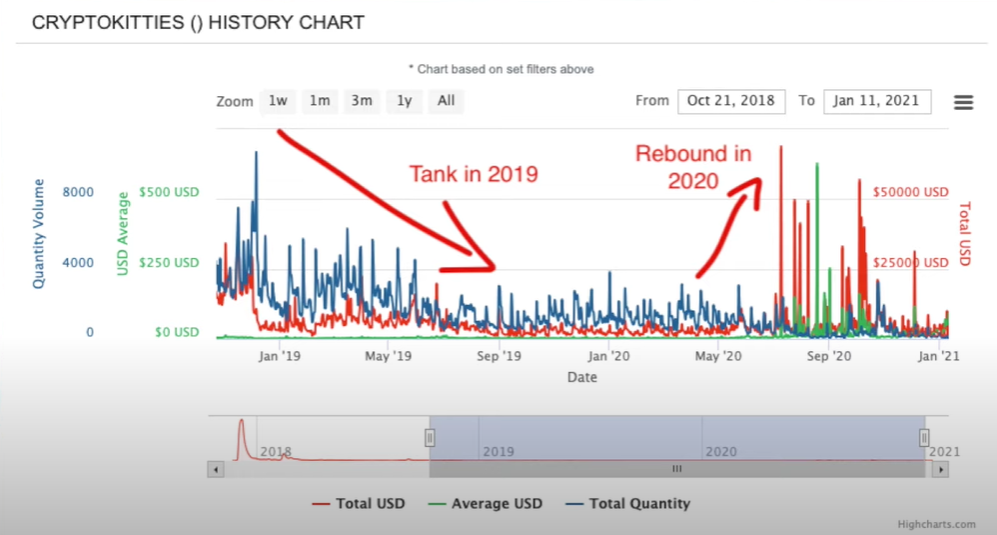 CRYPTOKITTIES () HISTORY CHART
* Chart based on set filters above
Zoom 1w 1m 3m 1y All From Oct 21, 2018 To Jan 11, 2021
Tank in 2019
Rebound in
2020
Quantity Volume
8000
4000
0
USD Average
$500 USD
$250 USD
$0 USD
$50000 USD
$25000 USD
Total USD
Jan '19 May '19 Sep '19 Jan '20 May '20 Sep '20 Jan '21
Date
2018 2019 2020 2021
Total USD Average USD Total Quantity
Highcharts.com